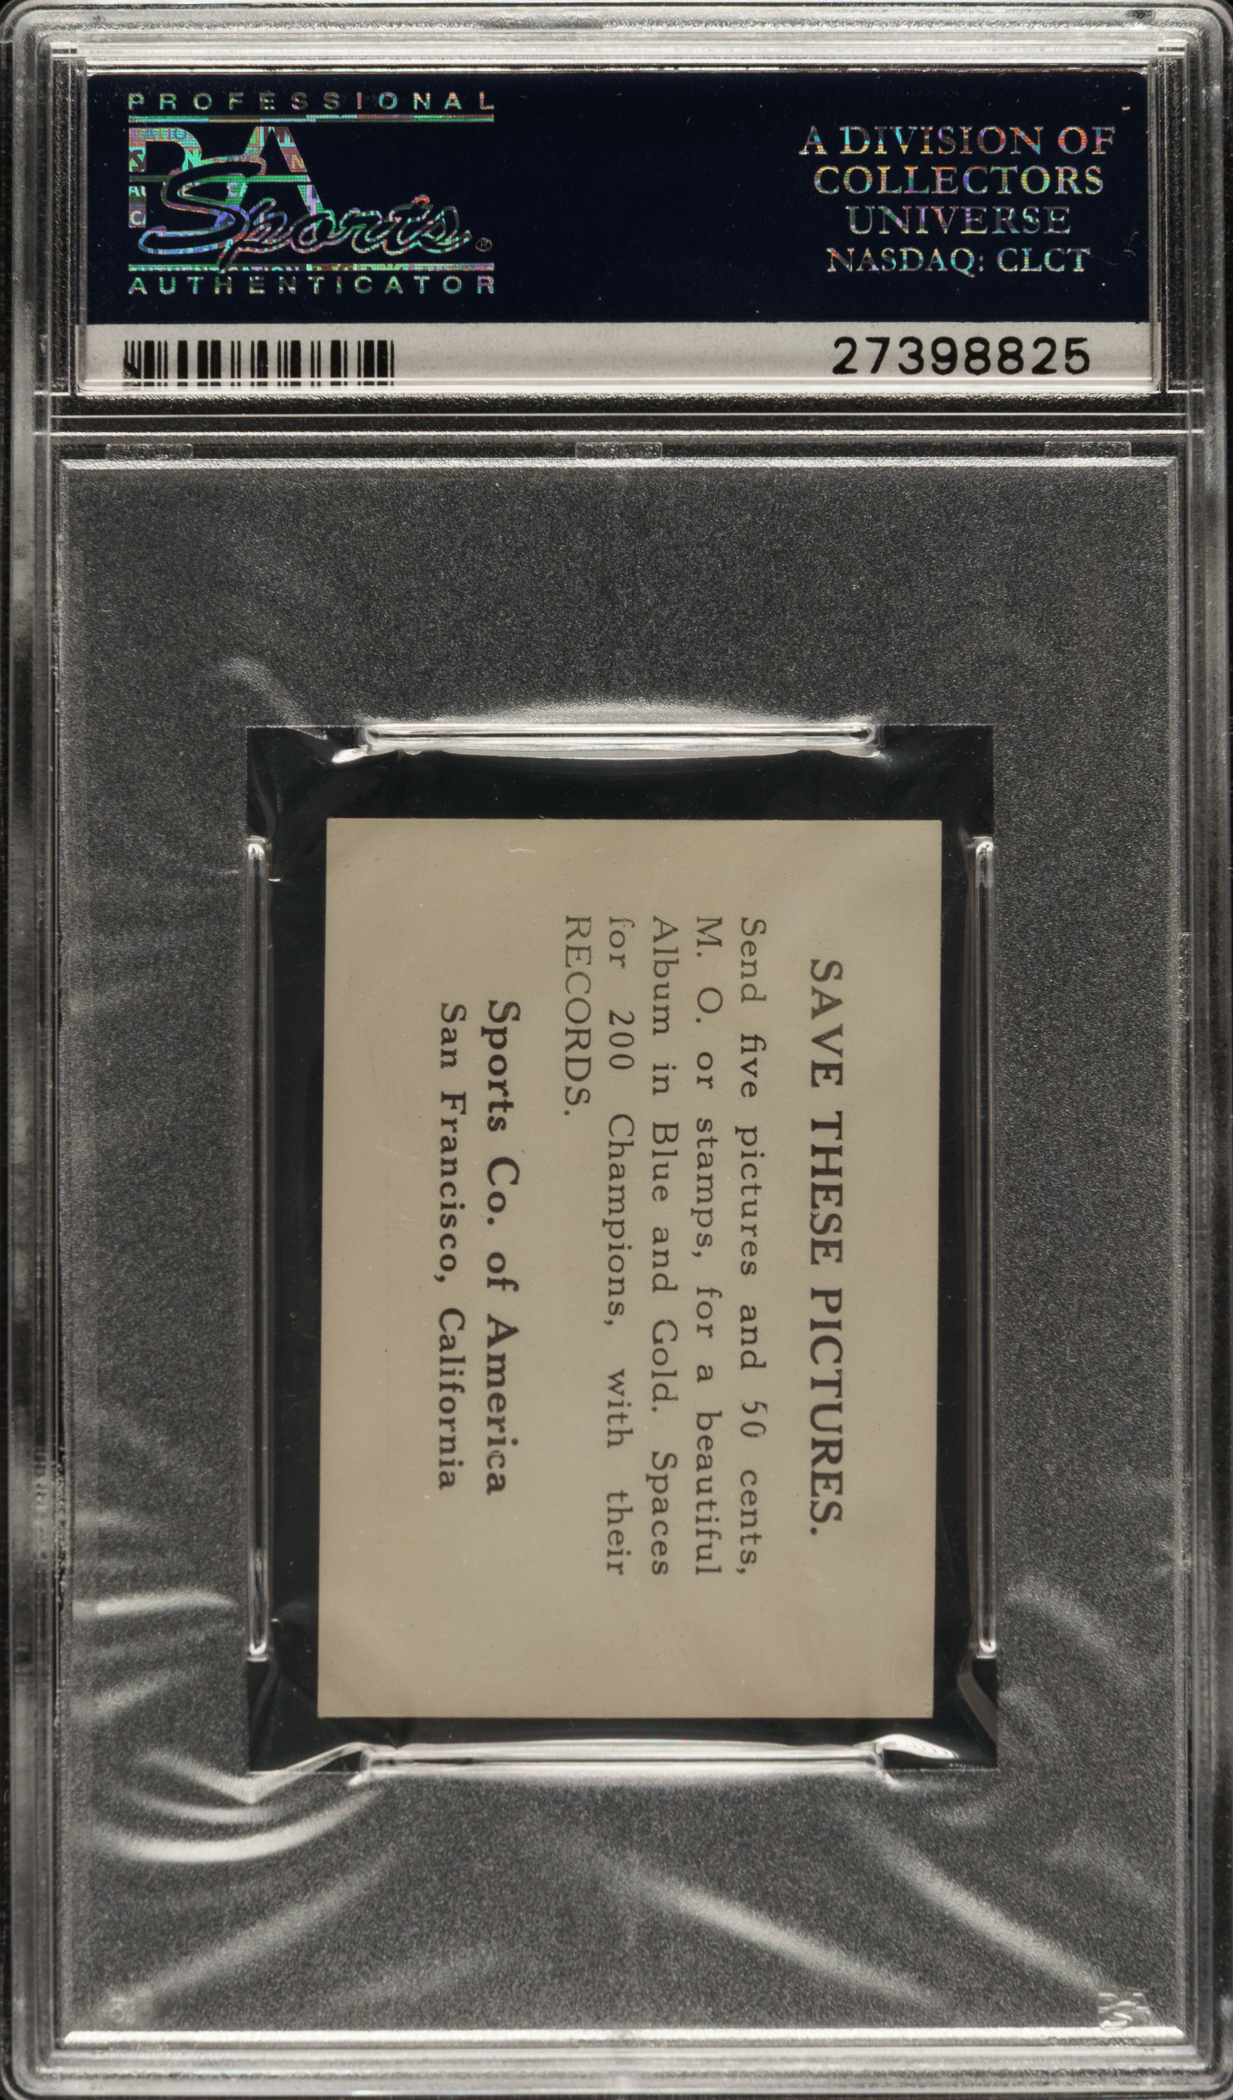 PROFESSIONAL
PSA
Sports®
AUTHENTICATOR
A DIVISION OF
COLLECTORS
UNIVERSE
NASDAQ: CLCT
27398825
SAVE THESE PICTURES.
Send five pictures and 50 cents,
M. O. or stamps, for a beautiful
Album in Blue and Gold. Spaces
for 200 Champions, with their
RECORDS.
Sports Co. of America
San Francisco, California